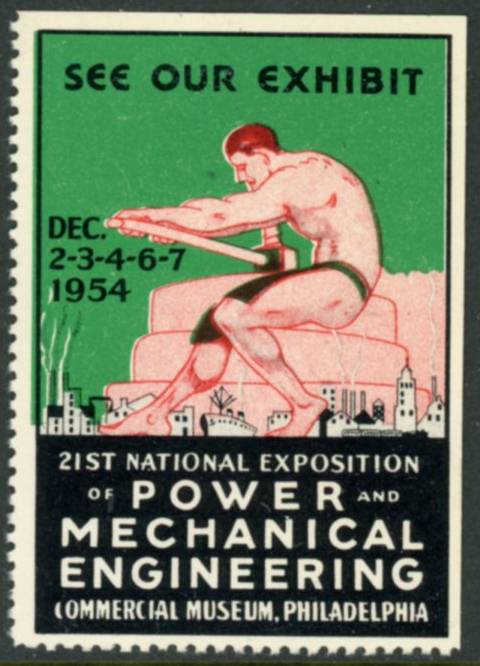 SEE OUR EXHIBIT
DEC.
2-3-4-6-7
1954
21ST NATIONAL EXPOSITION
OF POWER AND
MECHANICAL
ENGINEERING
COMMERCIAL MUSEUM, PHILADELPHIA